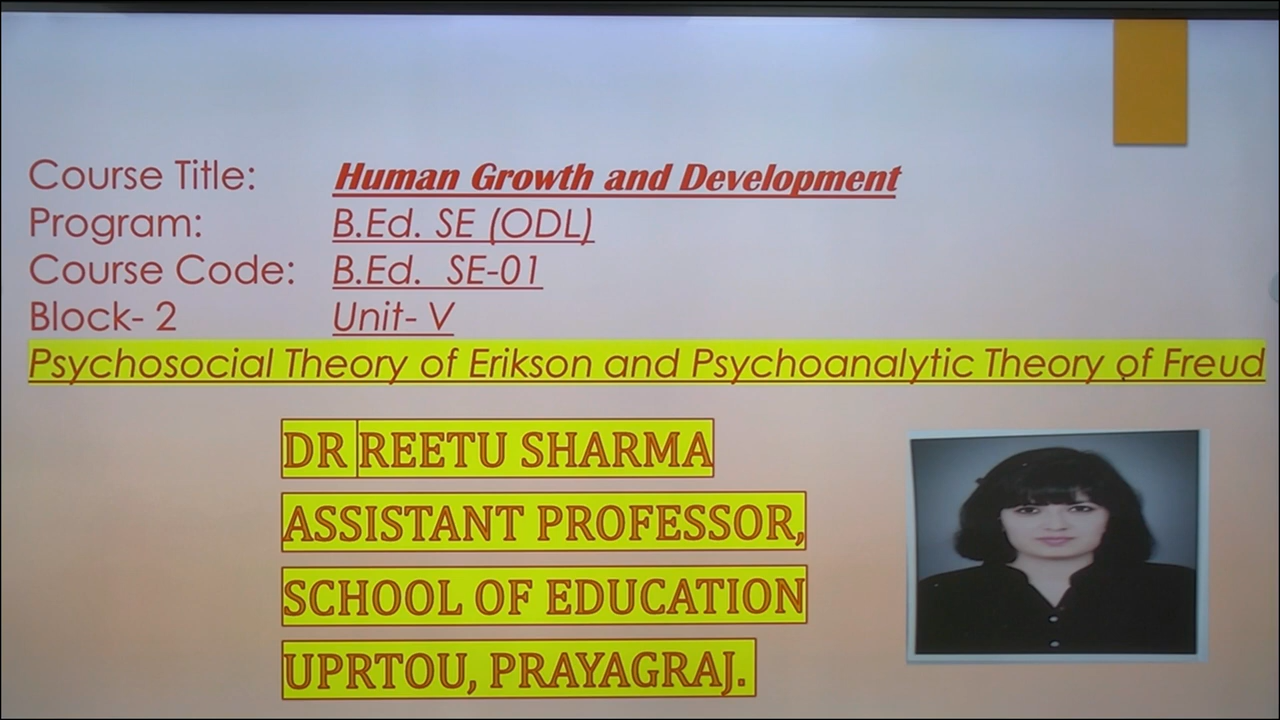 Course Title: Human Growth and Development
Program: B.Ed. SE (ODL)
Course Code: B.Ed. SE-01
Block- 2 Unit- V
Psychosocial Theory of Erikson and Psychoanalytic Theory of Freud
DR REETU SHARMA
ASSISTANT PROFESSOR,
SCHOOL OF EDUCATION
UPRTOU, PRAYAGRAJ.